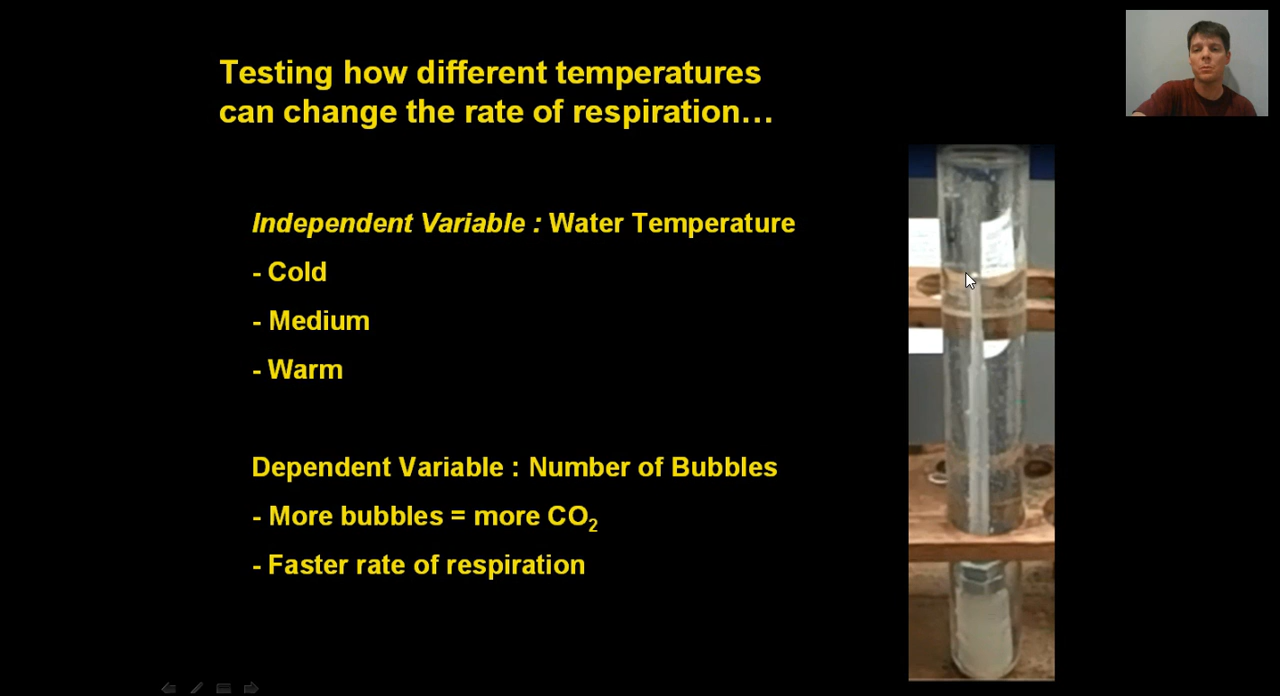 Testing how different temperatures
can change the rate of respiration…
Independent Variable : Water Temperature
- Cold
- Medium
- Warm
Dependent Variable : Number of Bubbles
- More bubbles = more CO₂
- Faster rate of respiration